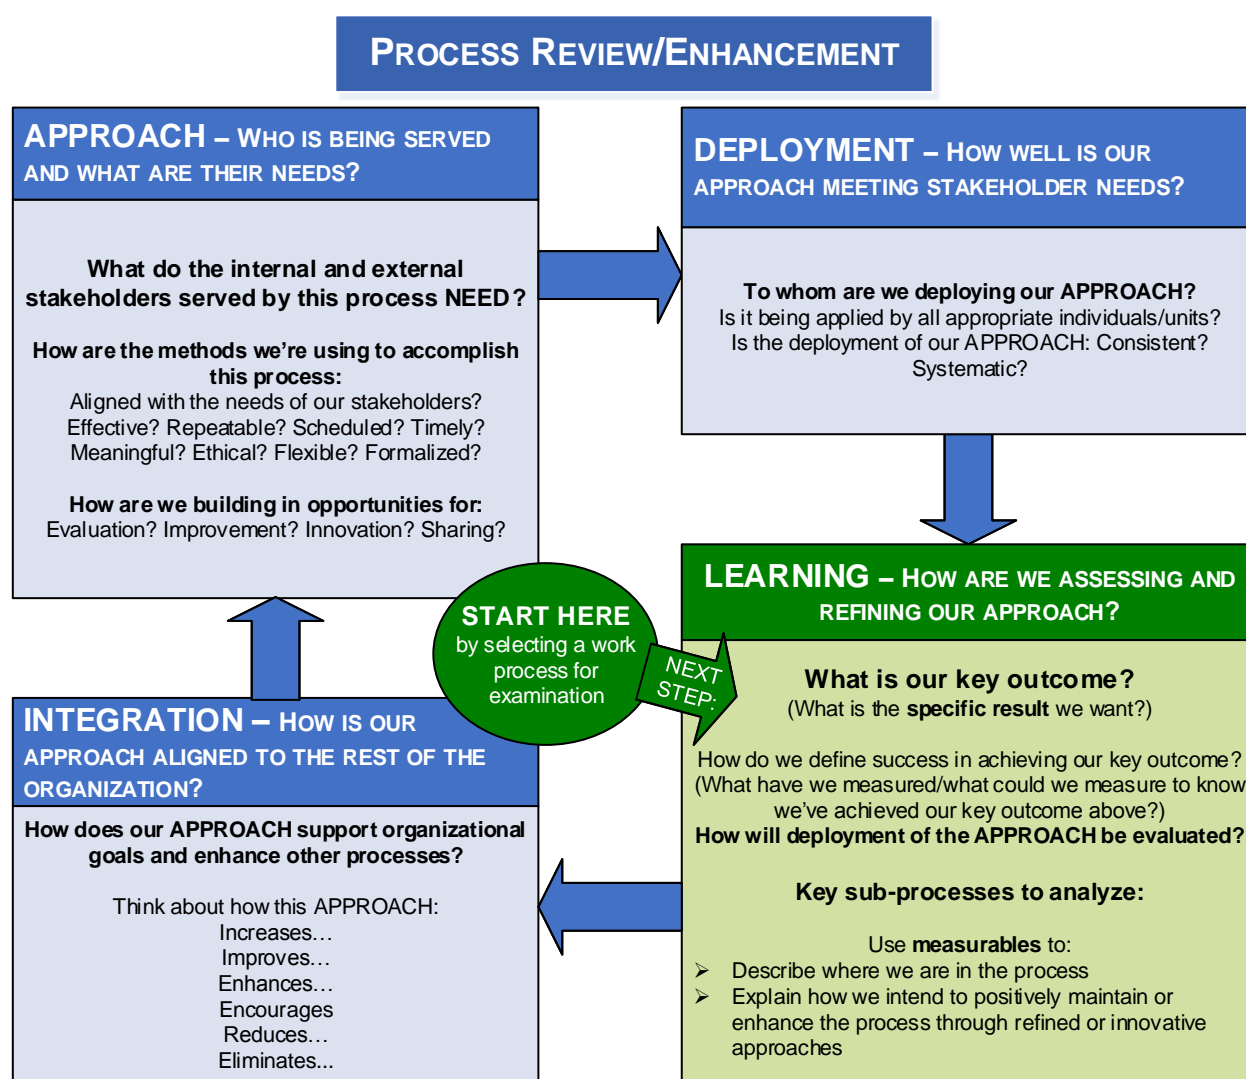 PROCESS REVIEW/ENHANCEMENT
APPROACH – WHO IS BEING SERVED
AND WHAT ARE THEIR NEEDS?
What do the internal and external
stakeholders served by this process NEED?
How are the methods we're using to accomplish
this process:
Aligned with the needs of our stakeholders?
Effective? Repeatable? Scheduled? Timely?
Meaningful? Ethical? Flexible? Formalized?
How are we building in opportunities for:
Evaluation? Improvement? Innovation? Sharing?
DEPLOYMENT – HOW WELL IS OUR
APPROACH MEETING STAKEHOLDER NEEDS?
To whom are we deploying our APPROACH?
Is it being applied by all appropriate individuals/units?
Is the deployment of our APPROACH: Consistent?
Systematic?
START HERE
by selecting a work
process for
examination
NEXT
STEP:
LEARNING – HOW ARE WE ASSESSING AND
REFINING OUR APPROACH?
What is our key outcome?
(What is the specific result we want?)
How do we define success in achieving our key outcome?
(What have we measured/what could we measure to know
we've achieved our key outcome above?)
How will deployment of the APPROACH be evaluated?
Key sub-processes to analyze:
Use measurables to:
➢ Describe where we are in the process
➢ Explain how we intend to positively maintain or
enhance the process through refined or innovative
approaches
INTEGRATION – HOW IS OUR
APPROACH ALIGNED TO THE REST OF THE
ORGANIZATION?
How does our APPROACH support organizational
goals and enhance other processes?
Think about how this APPROACH:
Increases…
Improves…
Enhances…
Encourages
Reduces…
Eliminates...